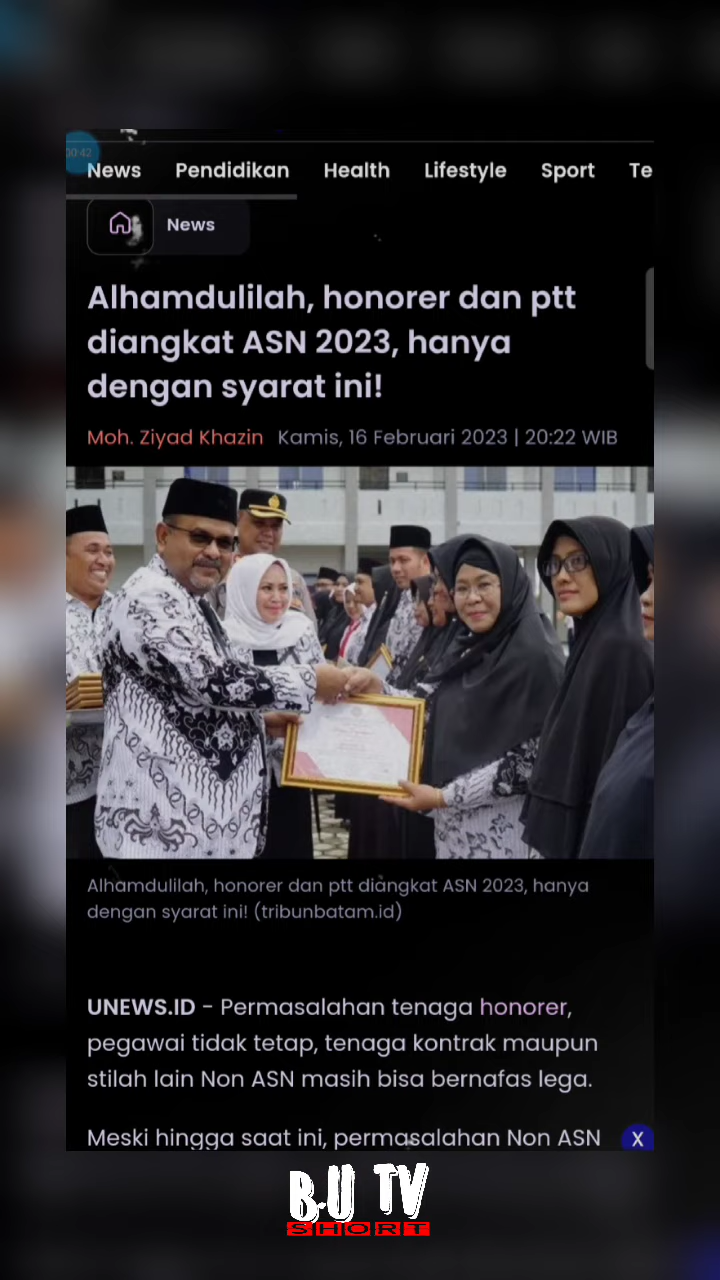 00:42
News Pendidikan Health Lifestyle Sport Te
News
Alhamdulilah, honorer dan ptt
diangkat ASN 2023, hanya
dengan syarat ini!
Moh. Ziyad Khazin Kamis, 16 Februari 2023 | 20:22 WIB
Alhamdulilah, honorer dan ptt diangkat ASN 2023, hanya
dengan syarat ini! (tribunbatam.id)
UNEWS.ID - Permasalahan tenaga honorer,
pegawai tidak tetap, tenaga kontrak maupun
stilah lain Non ASN masih bisa bernafas lega.
Meski hingga saat ini, permasalahan Non ASN
X
B.U TV
SHORT